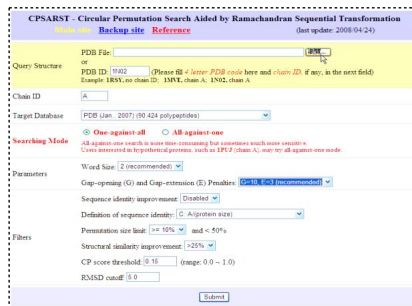 CPSARST - Circular Permutation Search Aided by Ramachandran Sequential Transformation
Main site Backup site Reference (last update: 2008/04/24)
Query Structure
PDB File:
or
PDB ID: 1N02 (Please fill 4 letter PDB code here and chain ID, if any, in the next field)
Example: 1RSY, no chain ID; 1MVE, chain A; 1N02, chain A
Chain ID A
Target Database PDB (Jan., 2007) (90,424 polypeptides)
Searching Mode
One-against-all All-against-one
All-against-one search is more time-consuming but sometimes much more sensitive.
Users interested in hypothetical proteins, such as 1PUJ (chain A), may try all-against-one mode.
Parameters
Word Size: 2 (recommended)
Gap-opening (G) and Gap-extension (E) Penalties: G=10, E=3 (recommended)
Filters
Sequence identity improvement: Disabled
Definition of sequence identity: C: A/(protein size)
Permutation size limit: >= 10% and < 50%
Structural similarity improvement: >25%
CP score threshold: 0.15 (range: 0.0 ~ 1.0)
RMSD cutoff: 5.0
Submit